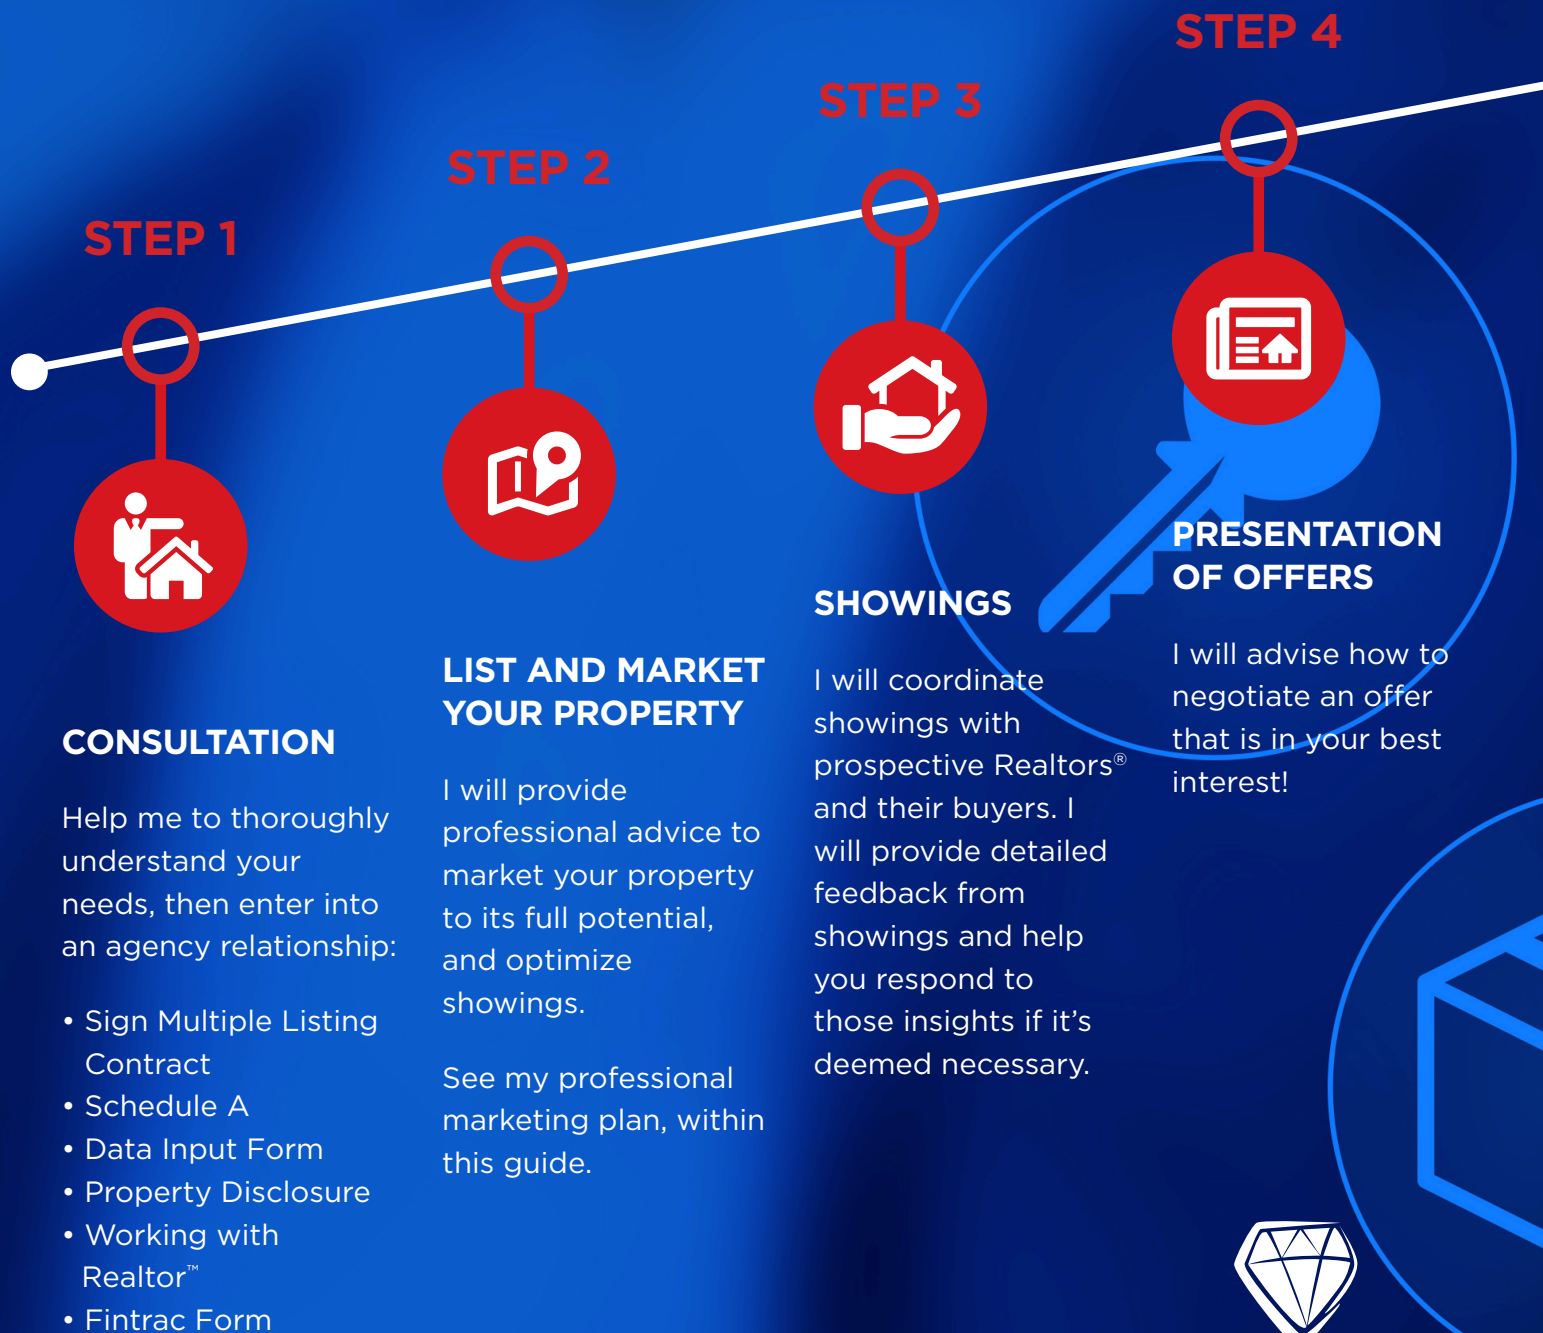 STEP 1
CONSULTATION
Help me to thoroughly
understand your
needs, then enter into
an agency relationship:
• Sign Multiple Listing
Contract
• Schedule A
• Data Input Form
• Property Disclosure
• Working with
Realtor™
• Fintrac Form
STEP 2
LIST AND MARKET
YOUR PROPERTY
I will provide
professional advice to
market your property
to its full potential,
and optimize
showings.
See my professional
marketing plan, within
this guide.
STEP 3
SHOWINGS
I will coordinate
showings with
prospective Realtors®
and their buyers. I
will provide detailed
feedback from
showings and help
you respond to
those insights if it’s
deemed necessary.
STEP 4
PRESENTATION
OF OFFERS
I will advise how to
negotiate an offer
that is in your best
interest!